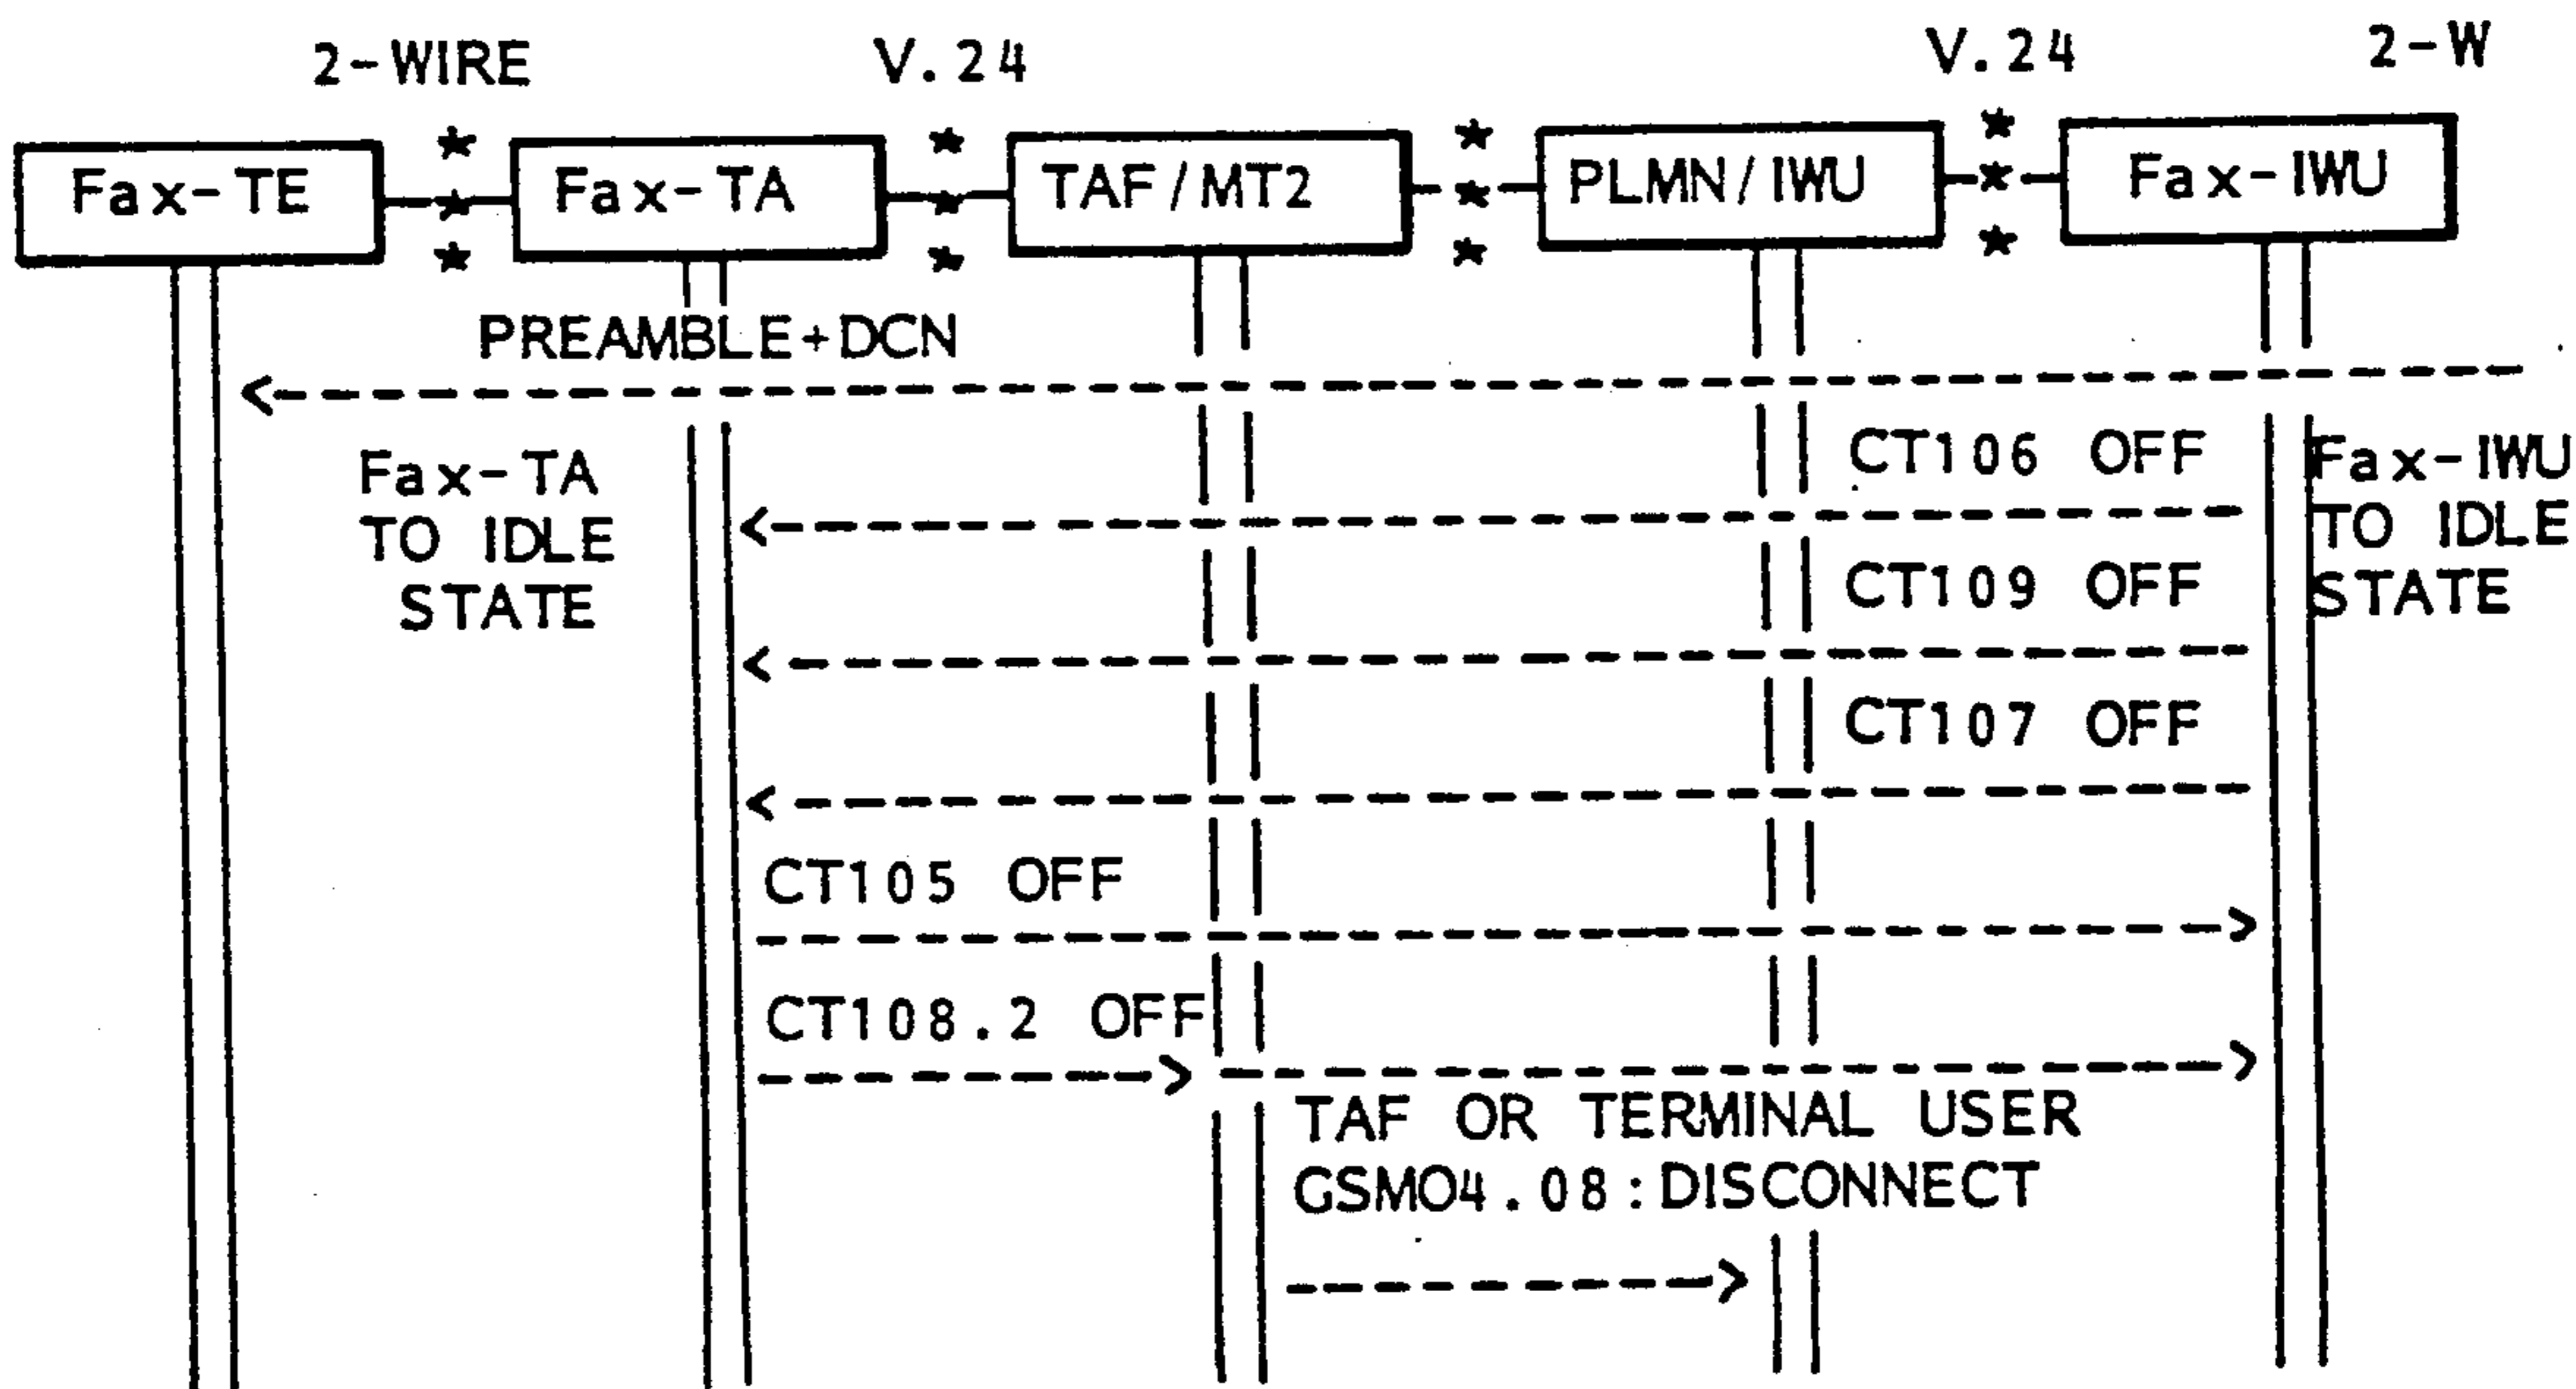 2-WIRE V.24 V.24 2-W
Fax-TE Fax-TA TAF/MT2 PLMN/IWU Fax-IWU
PREAMBLE+DCN
Fax-TA
TO IDLE
STATE
CT106 OFF
Fax-IWU
TO IDLE
STATE
CT109 OFF
CT107 OFF
CT105 OFF
CT108.2 OFF
TAF OR TERMINAL USER
GSM04.08:DISCONNECT